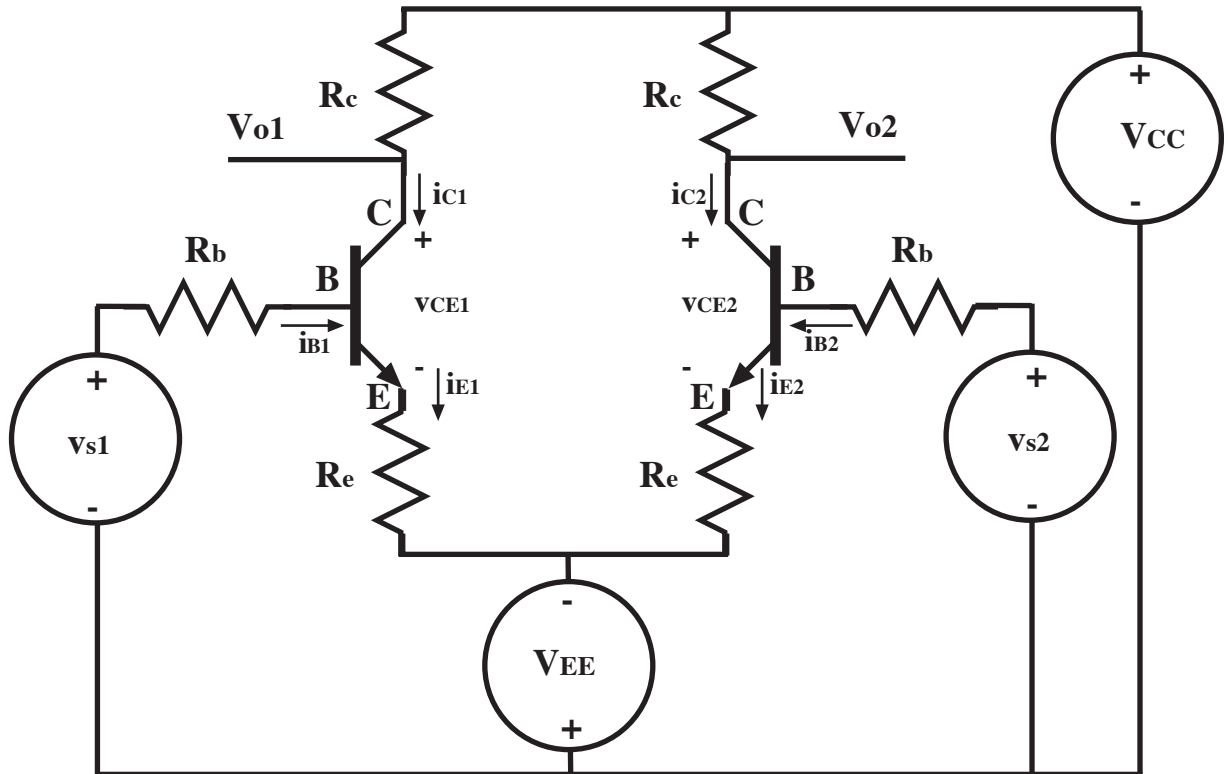 Rc
Rc
+
Vo1
Vo2
VCC
iC1
iC2
-
C
C
+
+
Rb
Rb
B
B
vCE1
vCE2
iB1
iB2
-
-
+
+
iE1
iE2
E
E
vs1
vs2
Re
Re
-
-
-
VEE
+